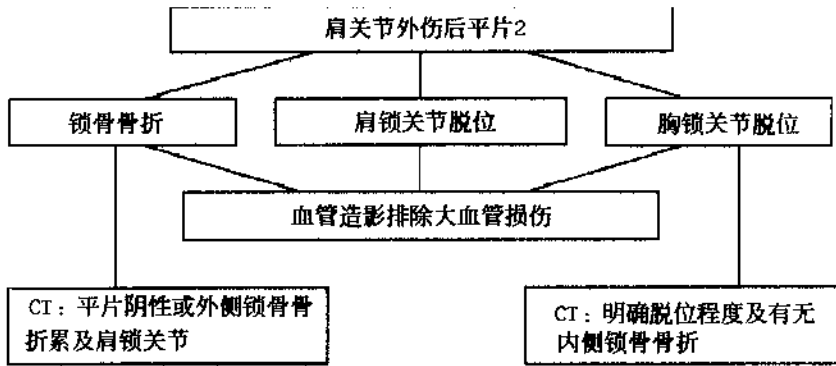 肩关节外伤后平片2
锁骨骨折
肩锁关节脱位
胸锁关节脱位
血管造影排除大血管损伤
CT：平片阴性或外侧锁骨骨
折累及肩锁关节
CT：明确脱位程度及有无
内侧锁骨骨折